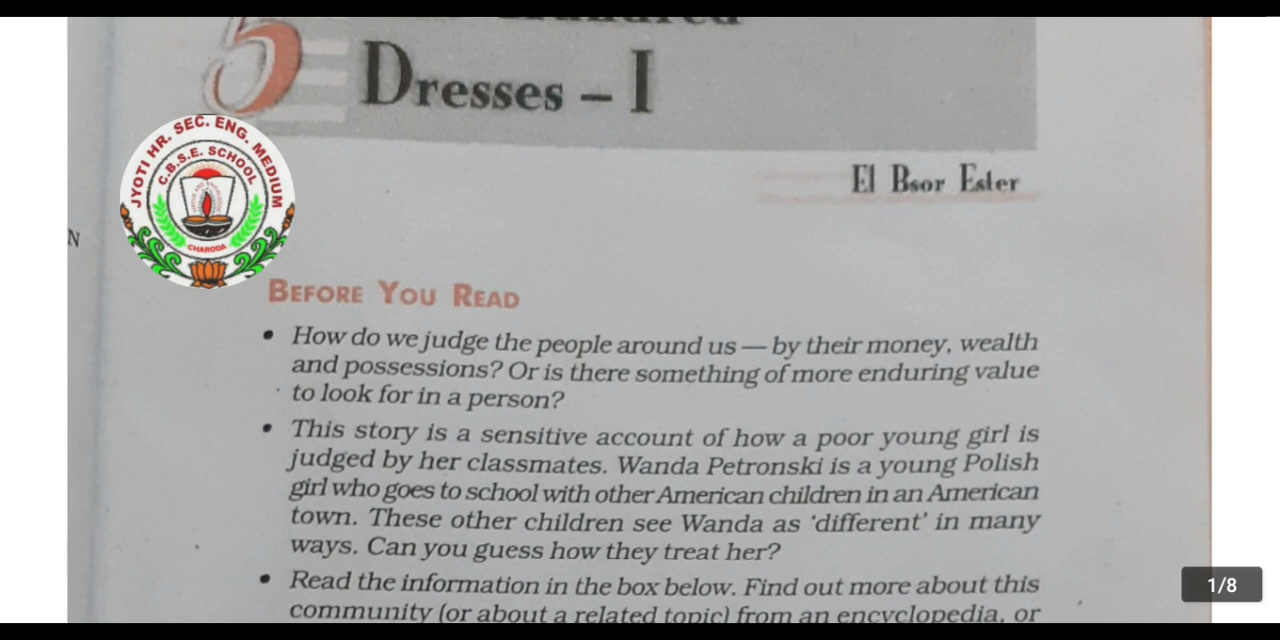 5
Dresses – I
JYOTI HR. SEC. ENG. MEDIUM
C.B.S.E. SCHOOL
CHARODA
El Bsor Ester
N
BEFORE YOU READ
• How do we judge the people around us — by their money, wealth
and possessions? Or is there something of more enduring value
to look for in a person?
• This story is a sensitive account of how a poor young girl is
judged by her classmates. Wanda Petronski is a young Polish
girl who goes to school with other American children in an American
town. These other children see Wanda as ‘different’ in many
ways. Can you guess how they treat her?
• Read the information in the box below. Find out more about this
community (or about a related topic) from an encyclopedia, or
1/8